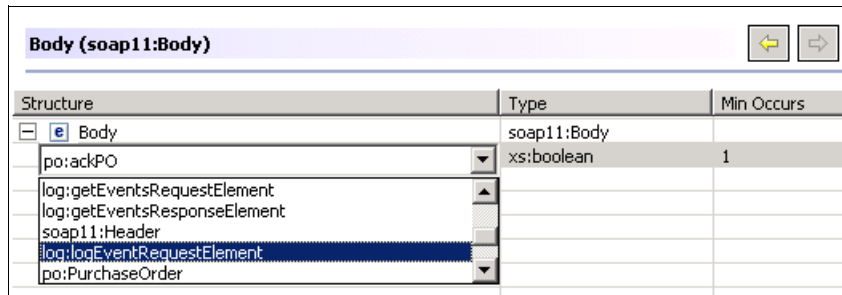 Body (soap11:Body)
Structure Type Min Occurs
e Body soap11:Body
po:ackPO xs:boolean 1
log:getEventsRequestElement
log:getEventsResponseElement
soap11:Header
log:logEventRequestElement
po:PurchaseOrder